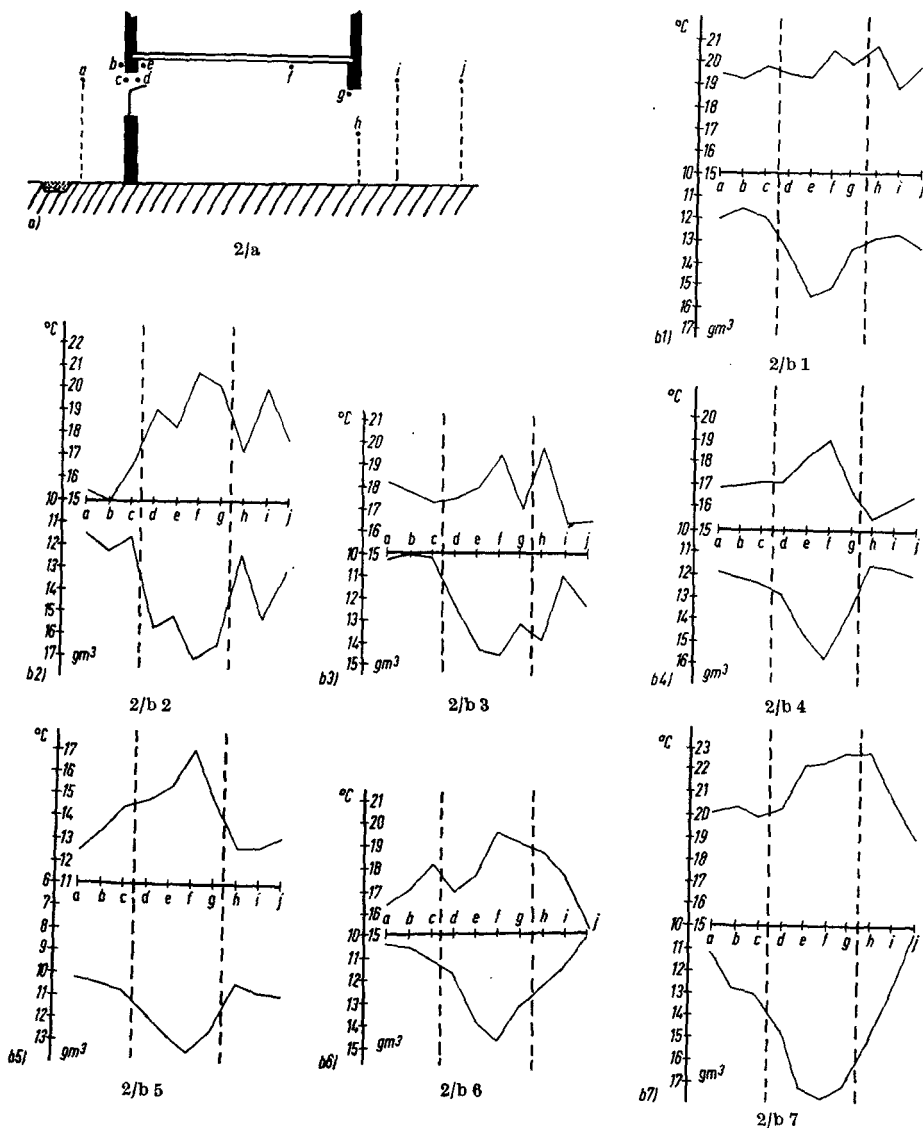 b e
a c d f i j
g
h
a)
2/a
°C
21
20
19
18
17
16
10 15
a b c d e f g h i j
12
13
14
15
16
17
b1) gm³
2/b 1
°C
22
21
20
19
18
17
16
10 15
a b c d e f g h i j
11
12
13
14
15
16
17
b2) gm³
2/b 2
°C
21
20
19
18
17
16
a b c d e f g h i j
10 15
11
12
13
14
15
b3) gm³
2/b 3
°C
20
19
18
17
16
10 15
a b c d e f g h i j
11
12
13
14
15
16
b4) gm³
2/b 4
°C
17
16
15
14
13
12
6 11
a b c d e f g h i j
7
8
9
10
11
12
13
b5) gm³
2/b 5
°C
21
20
19
18
17
16
a b c d e f g h i j
10 15
11
12
13
14
15
b6) gm³
2/b 6
°C
23
22
21
20
19
18
17
16
10 15
a b c d e f g h i j
11
12
13
14
15
16
17
b7) gm³
2/b 7